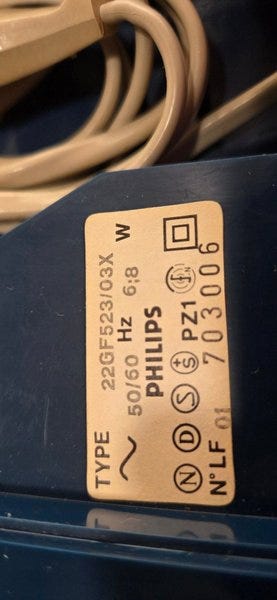 TYPE 22GF523/03X
~ 50/60 Hz 6;8 W
PHILIPS
N D S +S PZ1
N° LF 01 703006